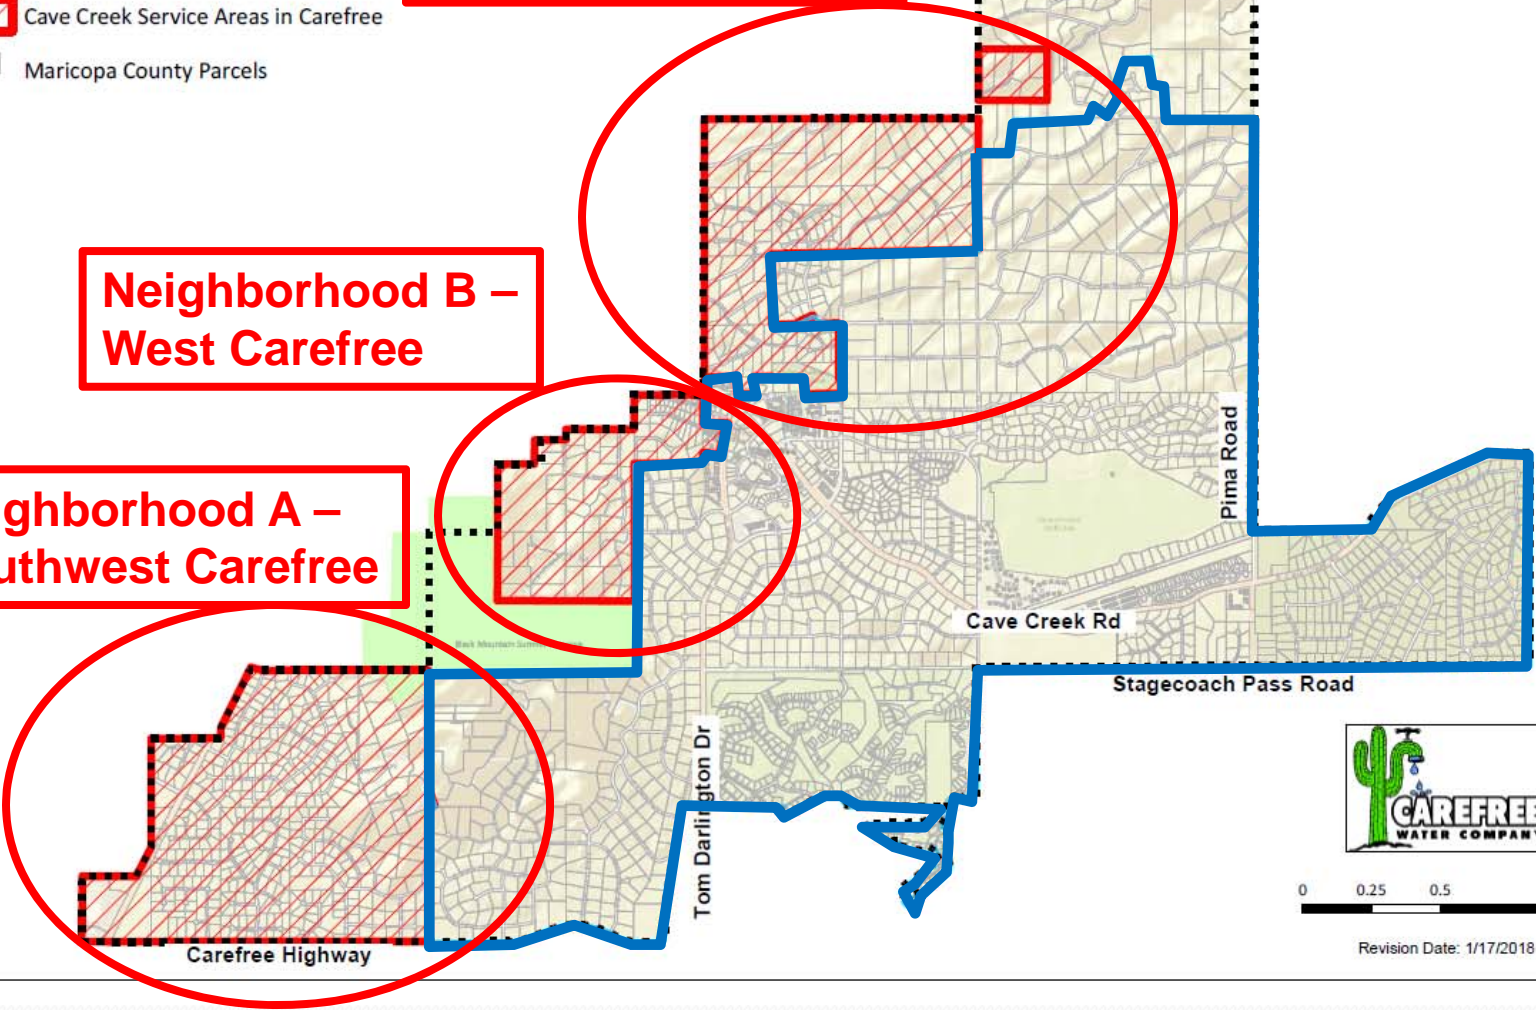 Cave Creek Service Areas in Carefree
Maricopa County Parcels
Neighborhood B –
West Carefree
ghborhood A –
uthwest Carefree
Pima Road
Cave Creek Rd
Stagecoach Pass Road
Tom Darlington Dr
Carefree Highway
CAREFREE
WATER COMPANY
0 0.25 0.5
Revision Date: 1/17/2018